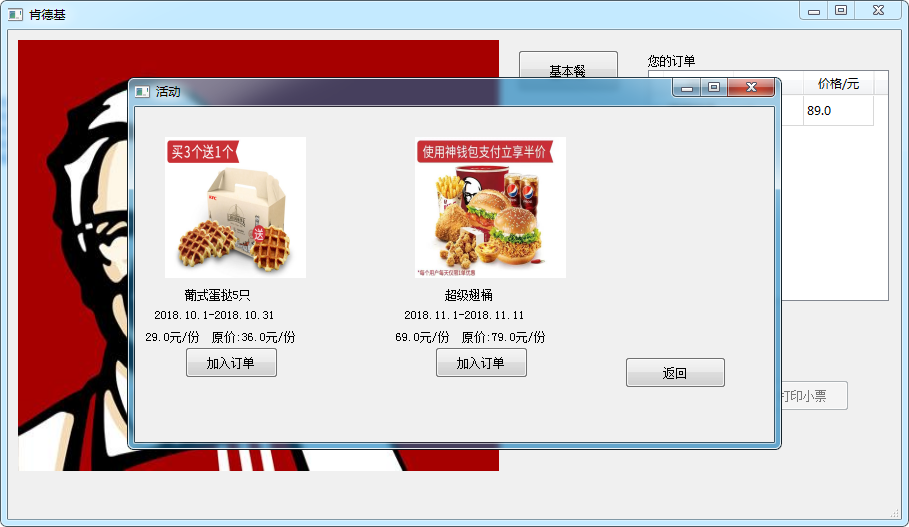 肯德基
基本餐
您的订单
价格/元
89.0
活动
买3个送1个
KFC
送
使用神钱包支付立享半价
*每个用户每天仅限1单优惠
葡式蛋挞5只
超级翅桶
2018.10.1-2018.10.31
2018.11.1-2018.11.11
29.0元/份 原价:36.0元/份
69.0元/份 原价:79.0元/份
加入订单
加入订单
返回
打印小票